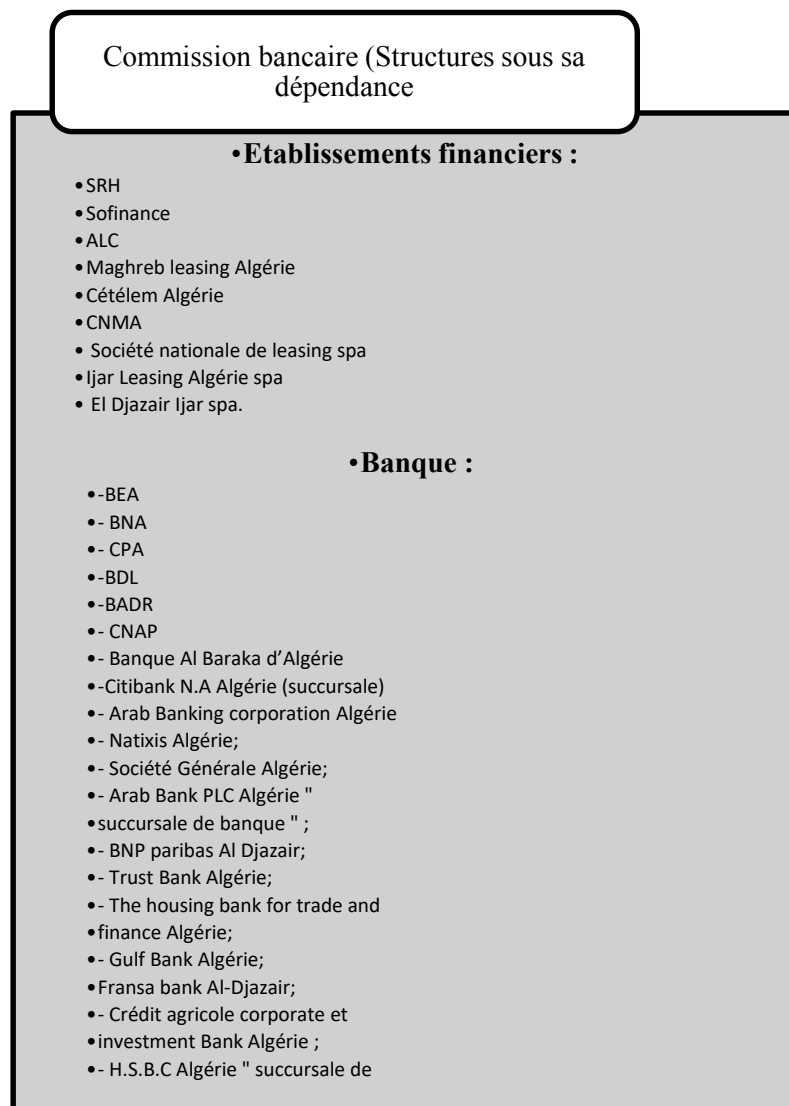 Commission bancaire (Structures sous sa
dépendance
•Etablissements financiers :
•SRH
•Sofinance
•ALC
•Maghreb leasing Algérie
•Cétélem Algérie
•CNMA
• Société nationale de leasing spa
•Ijar Leasing Algérie spa
• El Djazair Ijar spa.
•Banque :
•-BEA
•- BNA
•- CPA
•-BDL
•-BADR
•- CNAP
•- Banque Al Baraka d’Algérie
•-Citibank N.A Algérie (succursale)
•- Arab Banking corporation Algérie
•- Natixis Algérie;
•- Société Générale Algérie;
•- Arab Bank PLC Algérie "
•succursale de banque " ;
•- BNP paribas Al Djazair;
•- Trust Bank Algérie;
•- The housing bank for trade and
•finance Algérie;
•- Gulf Bank Algérie;
•Fransa bank Al-Djazair;
•- Crédit agricole corporate et
•investment Bank Algérie ;
•- H.S.B.C Algérie " succursale de